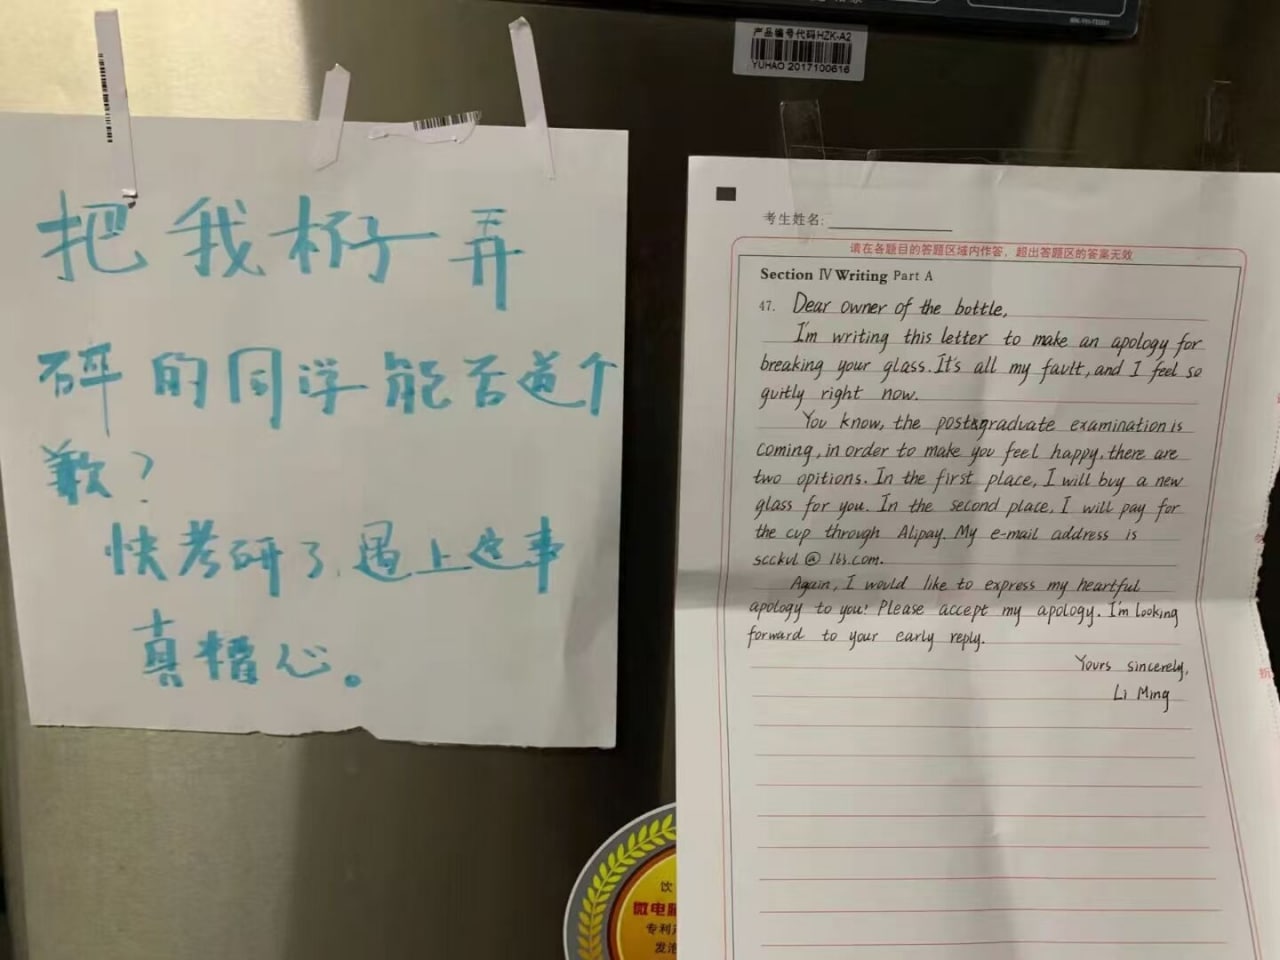 产品编号代码HZK-A2
YUHAO 2017100616
把我杯子弄
碎的同学能否道个
歉？
快考研了,遇上这事
真糟心。
考生姓名:
请在各题目的答题区域内作答，超出答题区的答案无效
Section Ⅳ Writing Part A
47. Dear owner of the bottle,
I'm writing this letter to make an apology for
breaking your glass. It's all my fault, and I feel so
guitly right now.
You know, the postgraduate examination is
coming, in order to make you feel happy, there are
two opitions. In the first place, I will buy a new
glass for you. In the second place, I will pay for
the cup through Alipay. My e-mail address is
scckvl@163.com.
Again, I would like to express my heartful
apology to you! Please accept my apology. I'm looking
forward to your early reply.
Yours sincerely,
Li Ming
饮
微电脑
专利
发泡